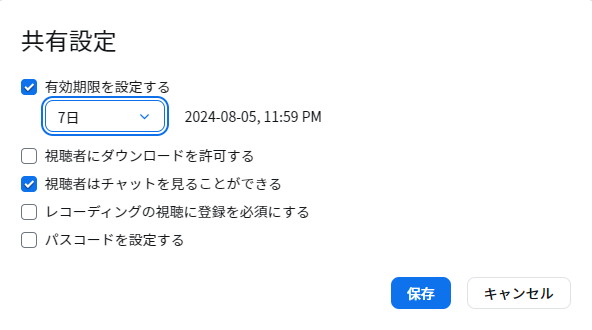 共有設定
有効期限を設定する
7日 2024-08-05, 11:59 PM
視聴者にダウンロードを許可する
視聴者はチャットを見ることができる
レコーディングの視聴に登録を必須にする
パスコードを設定する
保存 キャンセル